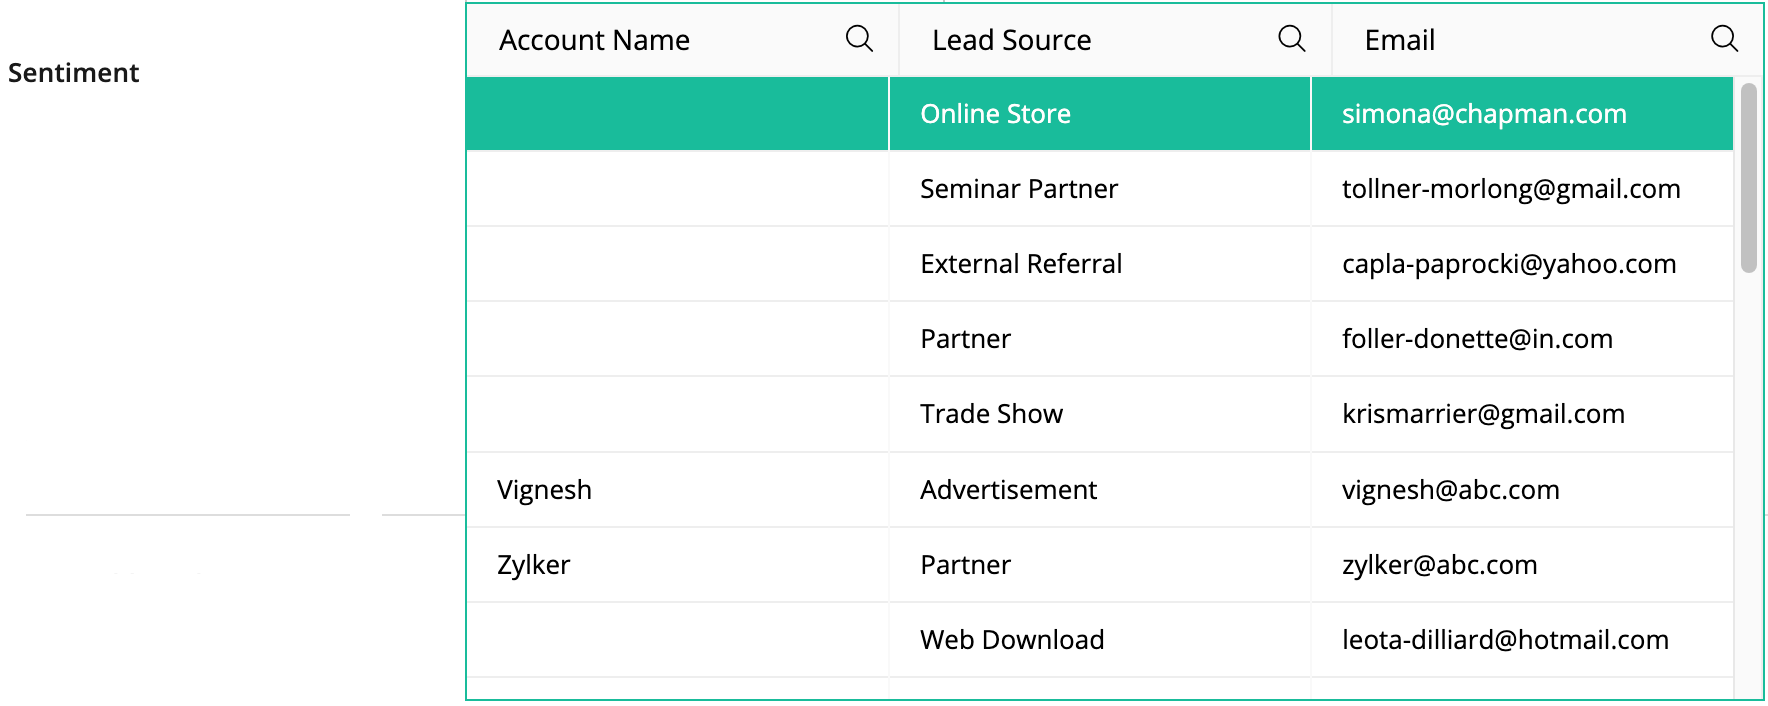 Account Name Lead Source Email
Sentiment
Online Store simona@chapman.com
Seminar Partner tollner-morlong@gmail.com
External Referral capla-paprocki@yahoo.com
Partner foller-donette@in.com
Trade Show krismarrier@gmail.com
Vignesh Advertisement vignesh@abc.com
Zylker Partner zylker@abc.com
Web Download leota-dilliard@hotmail.com